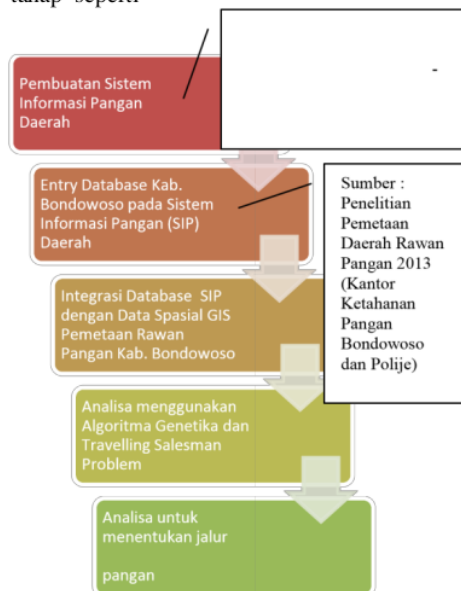 tahap seperti
-
Pembuatan Sistem
Informasi Pangan
Daerah
Entry Database Kab.
Bondowoso pada Sistem
Informasi Pangan (SIP)
Daerah
Sumber :
Penelitian
Pemetaan
Daerah Rawan
Pangan 2013
(Kantor
Ketahanan
Pangan
Bondowoso
dan Polije)
Integrasi Database SIP
dengan Data Spasial GIS
Pemetaan Rawan
Pangan Kab. Bondowoso
Analisa menggunakan
Algoritma Genetika dan
Travelling Salesman
Problem
Analisa untuk
menentukan jalur
pangan